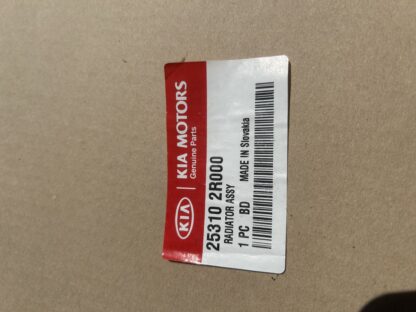 KIA
KIA MOTORS
Genuine Parts
25310 2R000
RADIATOR ASSY
1 PC BD MADE IN Slovakia